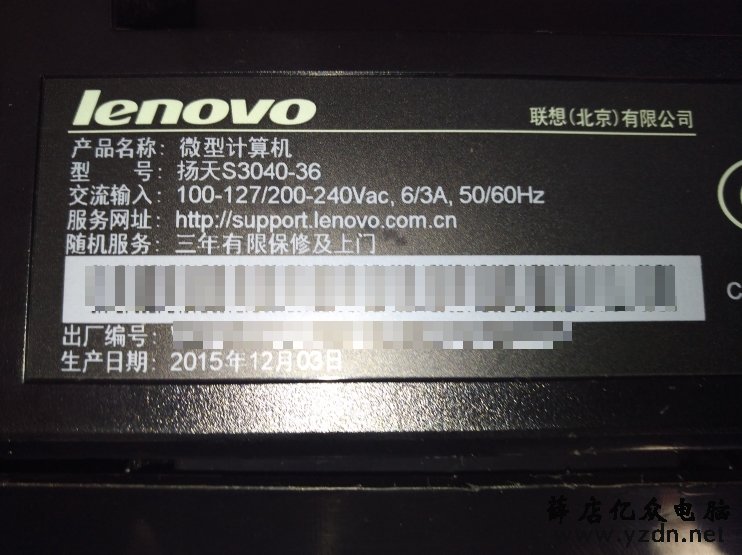 lenovo
联想(北京)有限公司
产品名称: 微型计算机
型 号: 扬天S3040-36
交流输入: 100-127/200-240Vac, 6/3A, 50/60Hz
服务网址: http://support.lenovo.com.cn
随机服务: 三年有限保修及上门
出厂编号:
生产日期: 2015年12月03日
C
薛店亿众电脑
www.yzdn.net